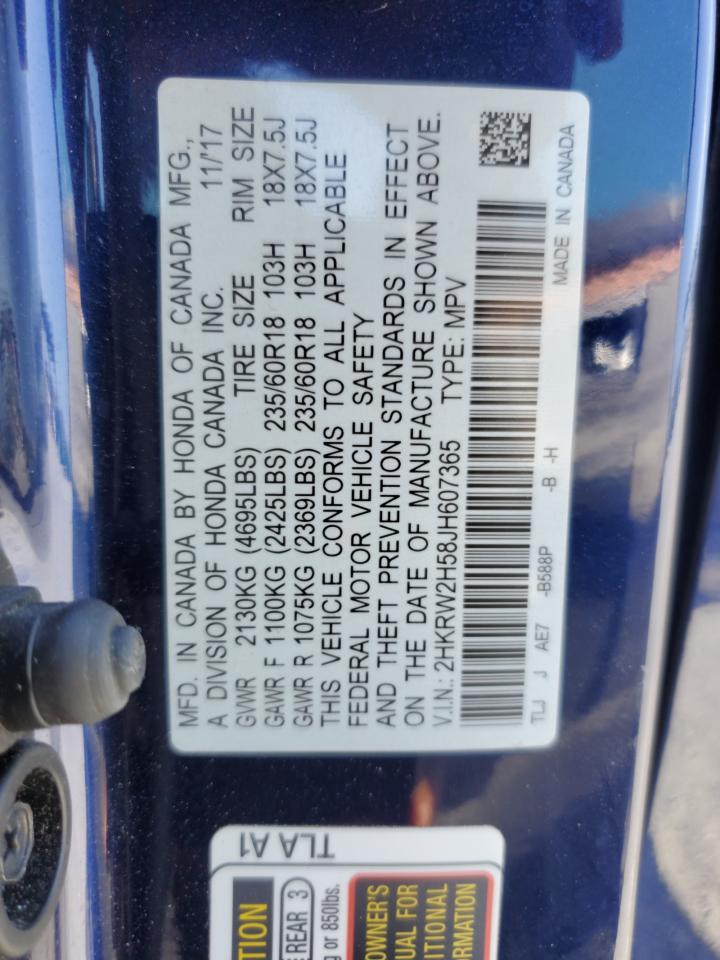 MFD. IN CANADA BY HONDA OF CANADA MFG.,
A DIVISION OF HONDA CANADA INC. 11/'17
GVWR 2130KG (4695LBS) TIRE SIZE RIM SIZE
GAWR F 1100KG (2425LBS) 235/60R18 103H 18X7.5J
GAWR R 1075KG (2369LBS) 235/60R18 103H 18X7.5J
THIS VEHICLE CONFORMS TO ALL APPLICABLE
FEDERAL MOTOR VEHICLE SAFETY
AND THEFT PREVENTION STANDARDS IN EFFECT
ON THE DATE OF MANUFACTURE SHOWN ABOVE.
V.I.N.: 2HKRW2H58JH607365 TYPE: MPV
TLJ J AE7 -B588P -B -H MADE IN CANADA
TLA A1
TION
REAR 3
g or 850lbs.
OWNER'S
UAL FOR
ITIONAL
RMATION